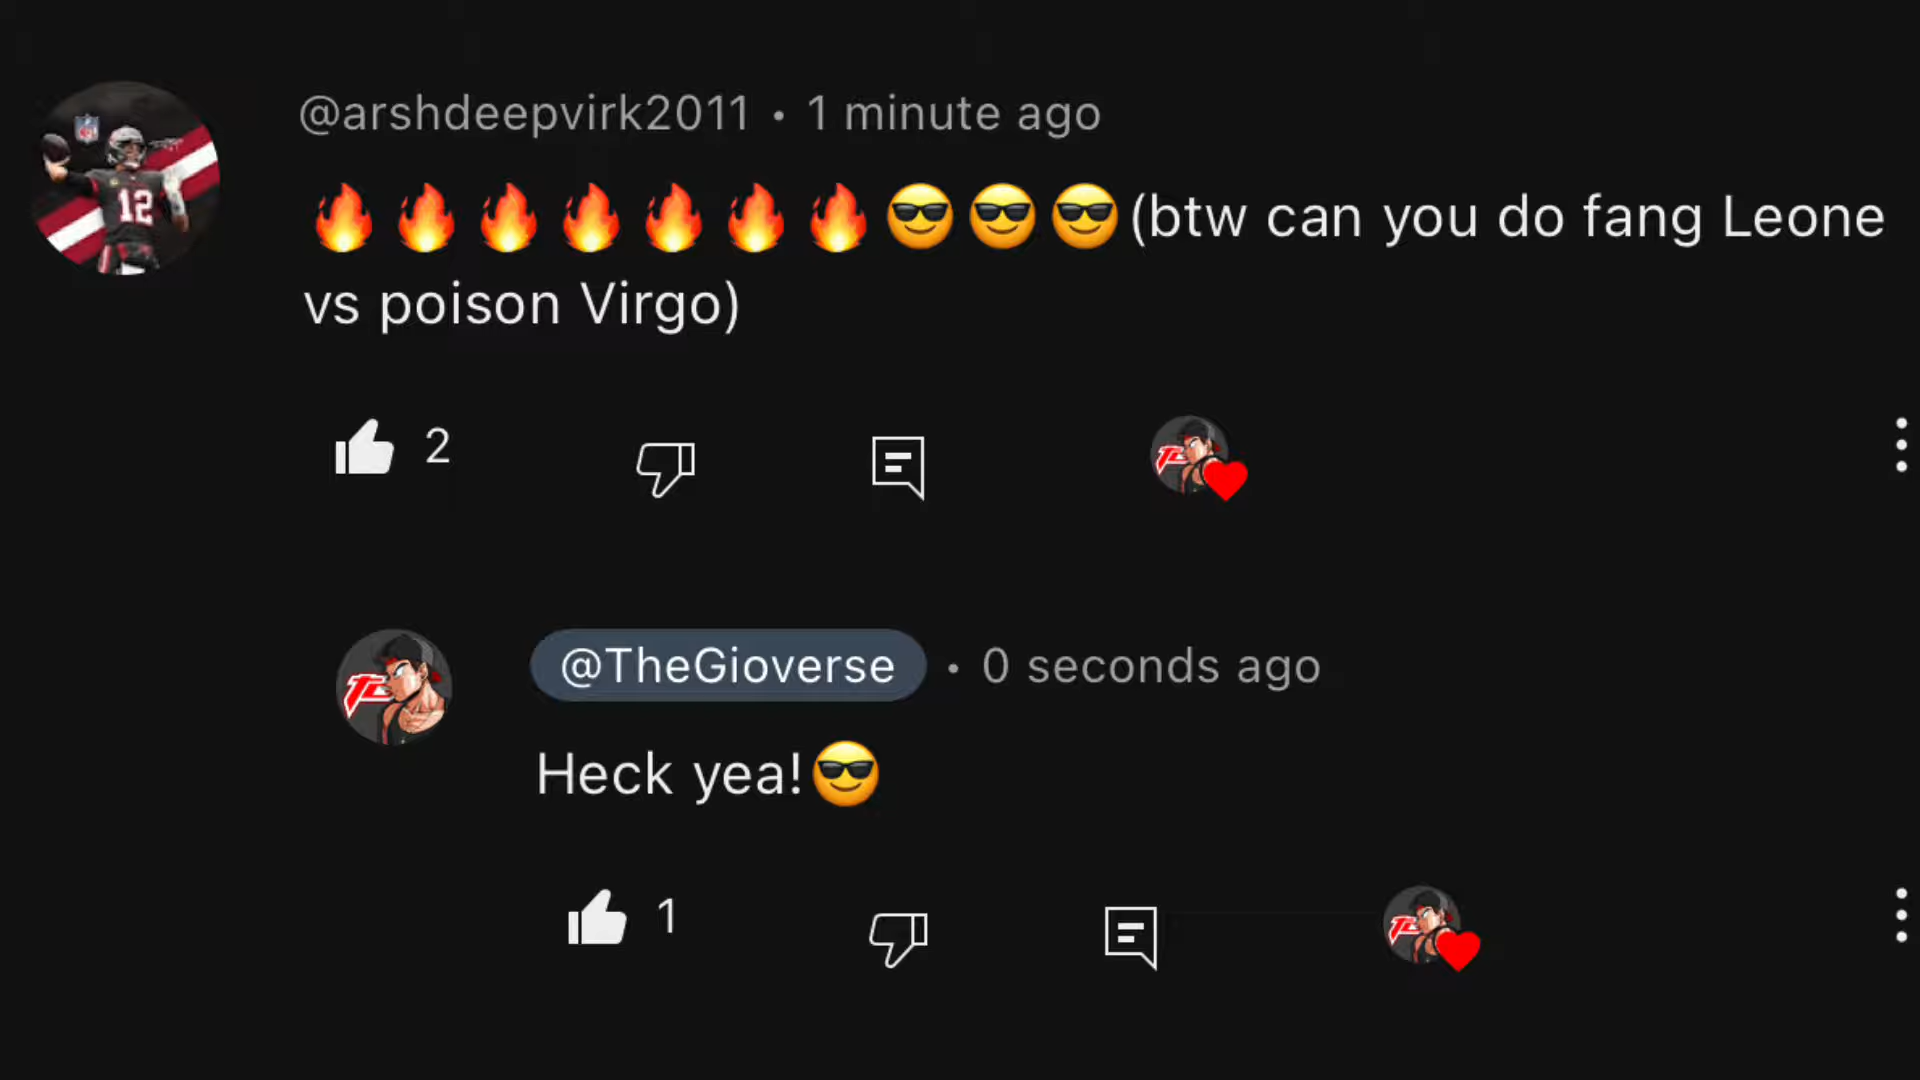 @arshdeepvirk2011 • 1 minute ago
🔥🔥🔥🔥🔥🔥🔥😎😎😎(btw can you do fang Leone
vs poison Virgo)
2
@TheGioverse • 0 seconds ago
Heck yea!😎
1